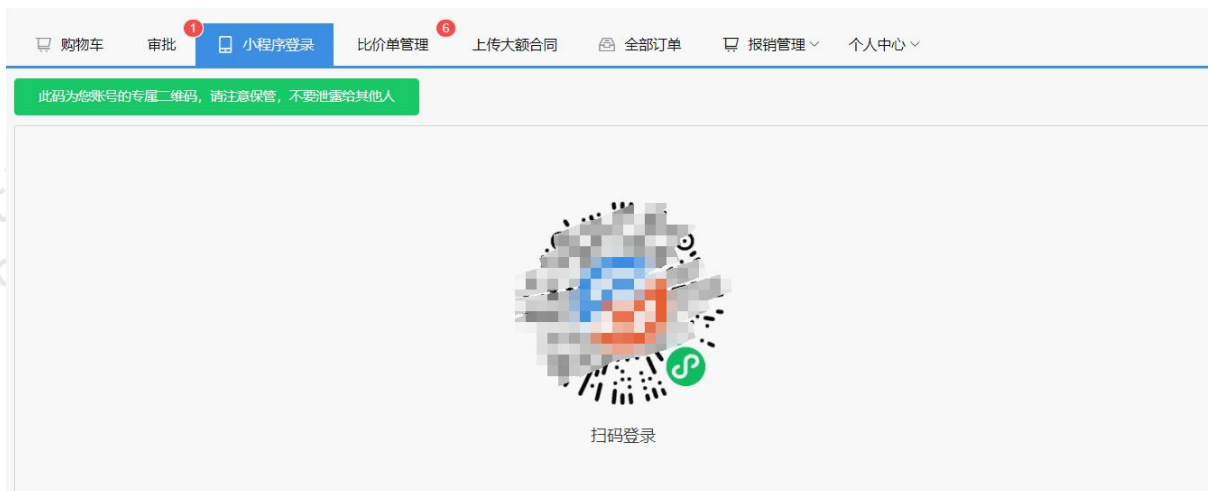 购物车 审批 1 小程序登录 比价单管理 6 上传大额合同 全部订单 报销管理 个人中心
此码为您账号的专属二维码，请注意保管，不要泄露给其他人
扫码登录